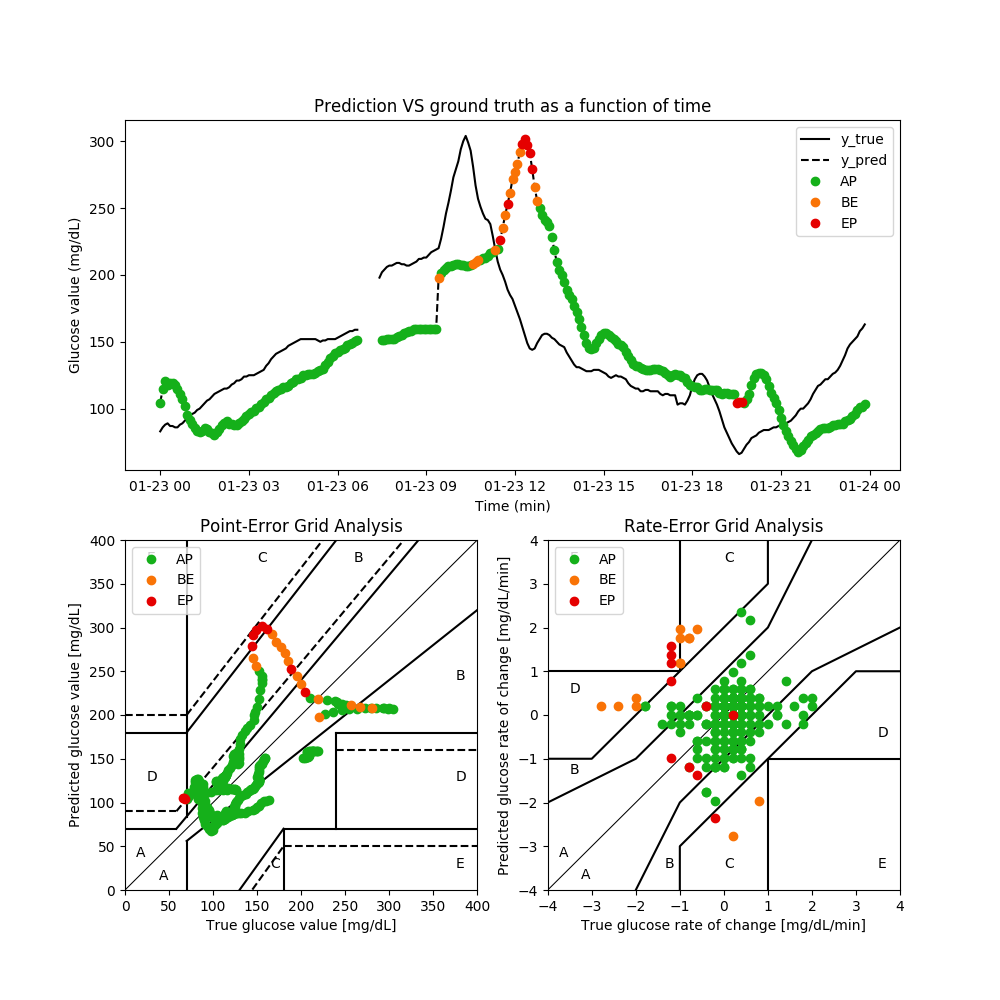 Prediction VS ground truth as a function of time
Glucose value (mg/dL)
300
250
200
150
100
y_true
y_pred
AP
BE
EP
01-23 00 01-23 03 01-23 06 01-23 09 01-23 12 01-23 15 01-23 18 01-23 21 01-24 00
Time (min)
Point-Error Grid Analysis
Predicted glucose value [mg/dL]
400
350
300
250
200
150
100
50
0
AP
BE
EP
C
B
B
D
D
A
A
C
E
0 50 100 150 200 250 300 350 400
True glucose value [mg/dL]
Rate-Error Grid Analysis
Predicted glucose rate of change [mg/dL/min]
4
3
2
1
0
−1
−2
−3
−4
AP
BE
EP
C
D
D
B
A
A
B
C
E
−4 −3 −2 −1 0 1 2 3 4
True glucose rate of change [mg/dL/min]